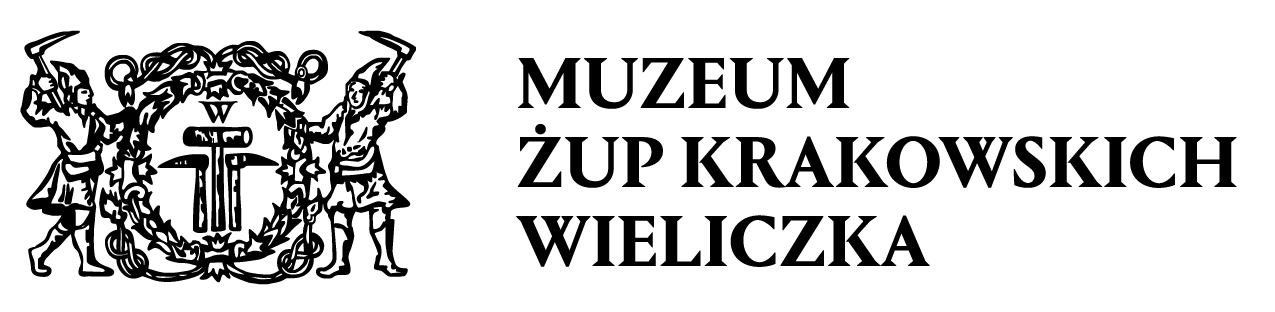 W
MUZEUM
ŻUP KRAKOWSKICH
WIELICZKA